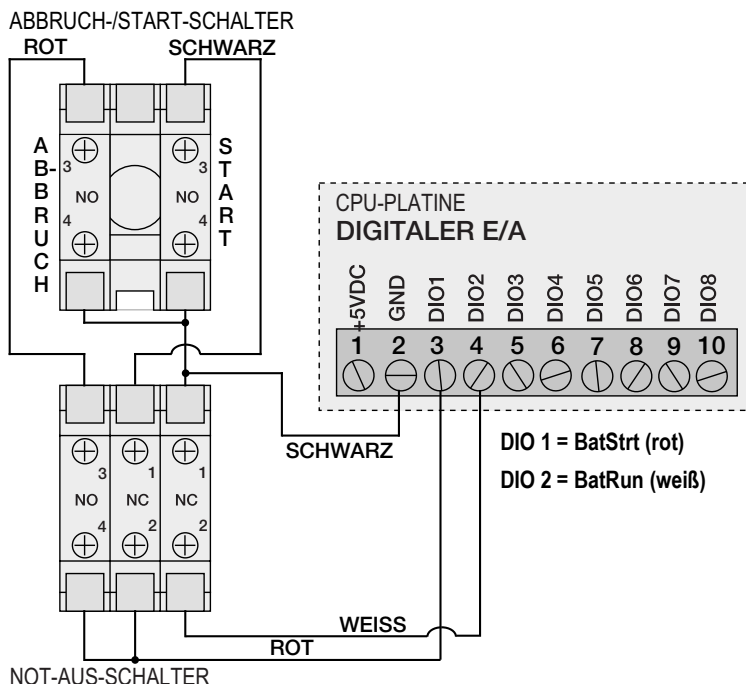 ABBRUCH-/START-SCHALTER
ROT
SCHWARZ
AB-BRUCH
START
3
NO
4
3
NO
4
CPU-PLATINE
DIGITALER E/A
+5VDC
GND
DIO1
DIO2
DIO3
DIO4
DIO5
DIO6
DIO7
DIO8
1 2 3 4 5 6 7 8 9 10
SCHWARZ
DIO 1 = BatStrt (rot)
DIO 2 = BatRun (weiß)
3
NO
4
1
NC
2
1
NC
2
WEISS
ROT
NOT-AUS-SCHALTER